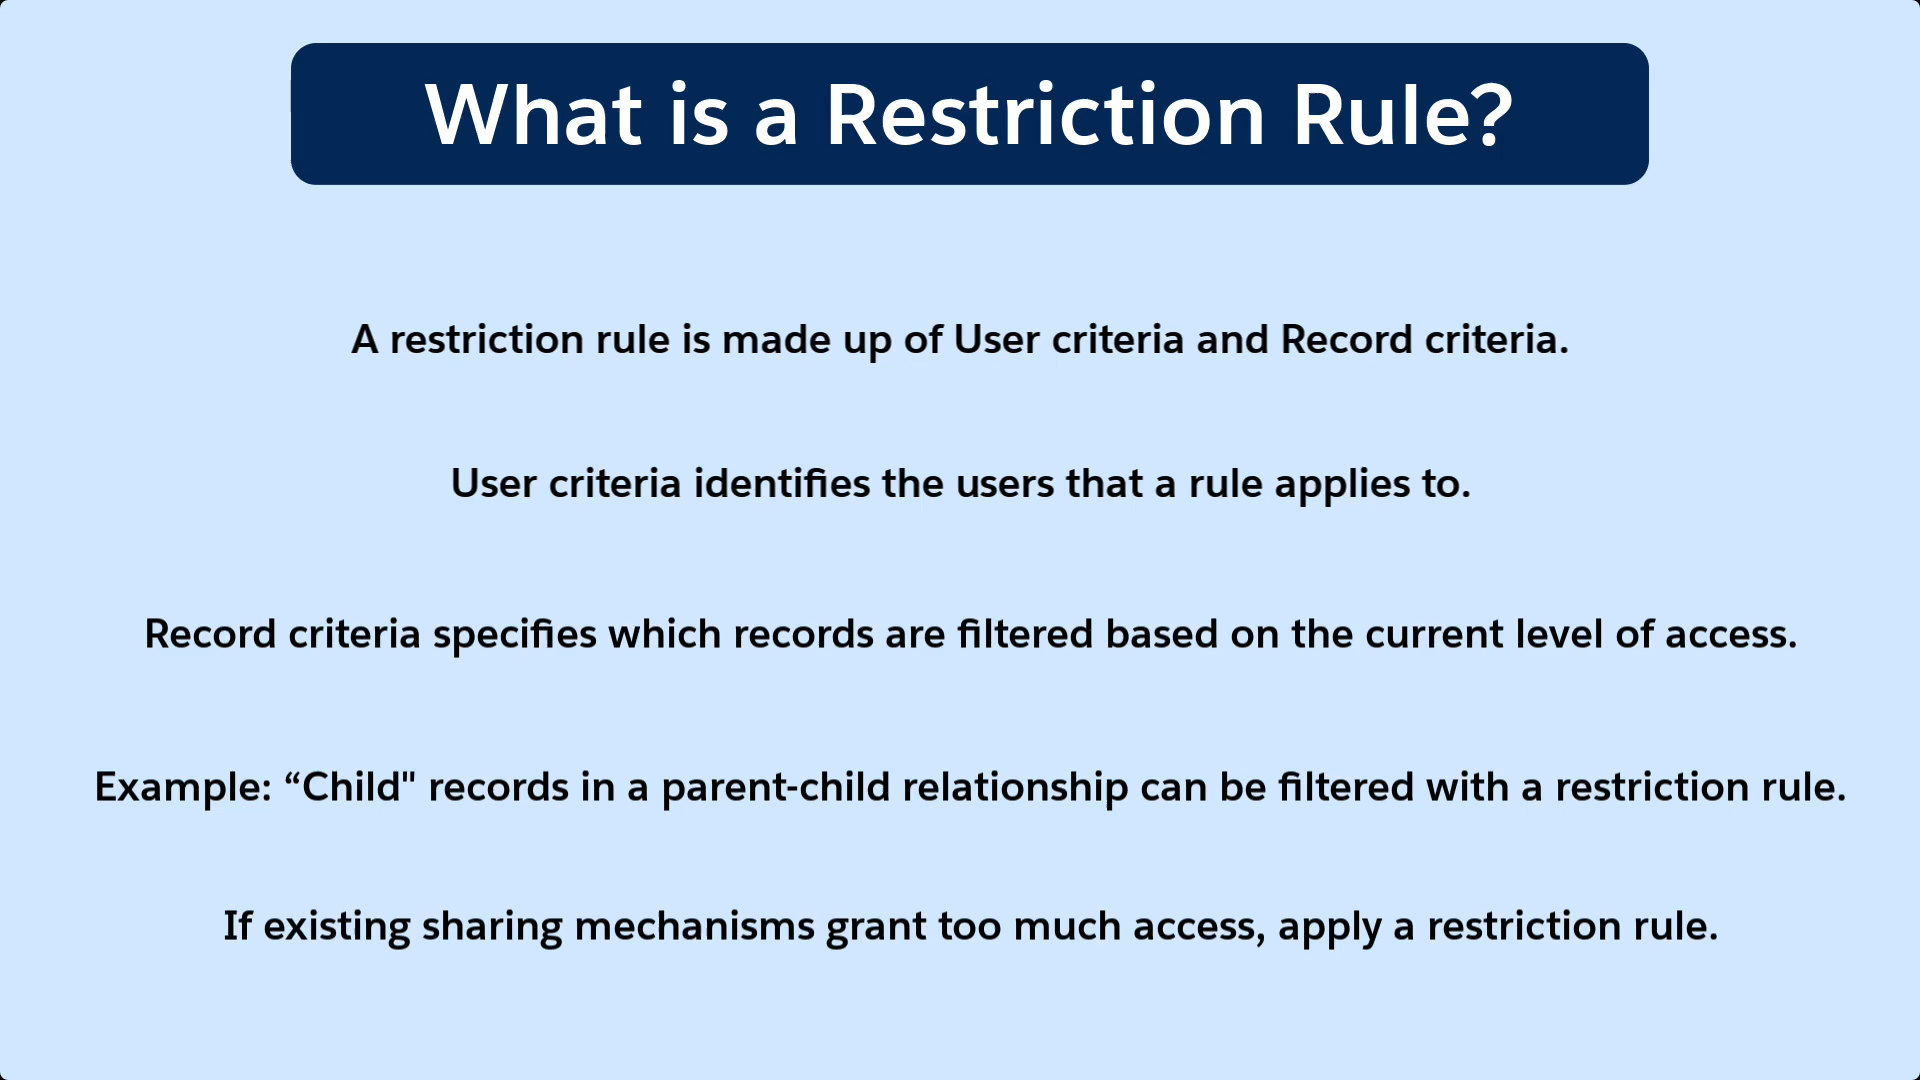 What is a Restriction Rule?
A restriction rule is made up of User criteria and Record criteria.
User criteria identifies the users that a rule applies to.
Record criteria specifies which records are filtered based on the current level of access.
Example: “Child" records in a parent-child relationship can be filtered with a restriction rule.
If existing sharing mechanisms grant too much access, apply a restriction rule.